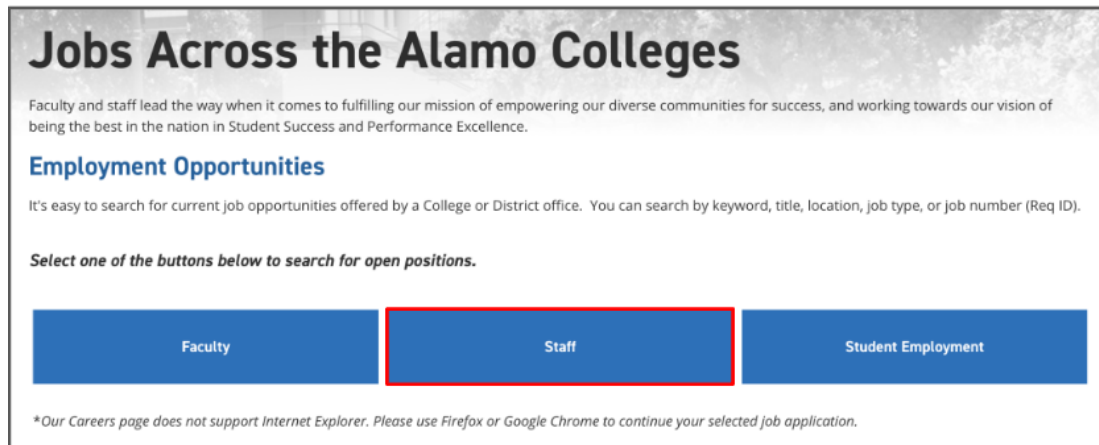 Jobs Across the Alamo Colleges
Faculty and staff lead the way when it comes to fulfilling our mission of empowering our diverse communities for success, and working towards our vision of
being the best in the nation in Student Success and Performance Excellence.
Employment Opportunities
It's easy to search for current job opportunities offered by a College or District office.  You can search by keyword, title, location, job type, or job number (Req ID).
Select one of the buttons below to search for open positions.
Faculty
Staff
Student Employment
*Our Careers page does not support Internet Explorer. Please use Firefox or Google Chrome to continue your selected job application.